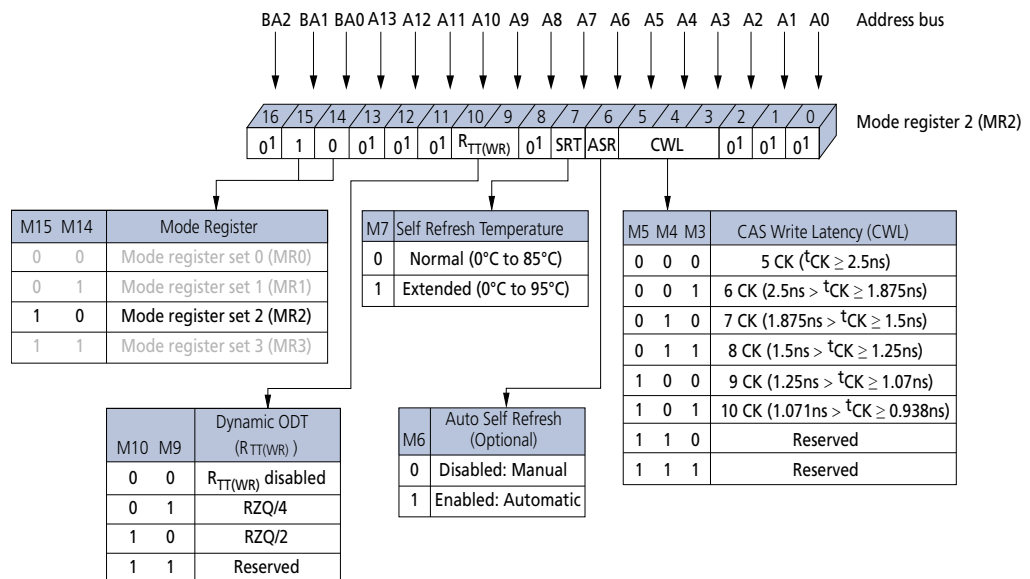 BA2 BA1 BA0 A13 A12 A11 A10 A9 A8 A7 A6 A5 A4 A3 A2 A1 A0 Address bus
16 15 14 13 12 11 10 9 8 7 6 5 4 3 2 1 0
Mode register 2 (MR2)
0¹ 1 0 0¹ 0¹ 0¹ RTT(WR) 0¹ SRT ASR CWL 0¹ 0¹ 0¹
M15 M14 Mode Register
0 0 Mode register set 0 (MR0)
0 1 Mode register set 1 (MR1)
1 0 Mode register set 2 (MR2)
1 1 Mode register set 3 (MR3)
M7 Self Refresh Temperature
0 Normal (0°C to 85°C)
1 Extended (0°C to 95°C)
M5 M4 M3 CAS Write Latency (CWL)
0 0 0 5 CK (tCK ≥ 2.5ns)
0 0 1 6 CK (2.5ns > tCK ≥ 1.875ns)
0 1 0 7 CK (1.875ns > tCK ≥ 1.5ns)
0 1 1 8 CK (1.5ns > tCK ≥ 1.25ns)
1 0 0 9 CK (1.25ns > tCK ≥ 1.07ns)
1 0 1 10 CK (1.071ns > tCK ≥ 0.938ns)
1 1 0 Reserved
1 1 1 Reserved
M10 M9 Dynamic ODT
(RTT(WR) )
0 0 RTT(WR) disabled
0 1 RZQ/4
1 0 RZQ/2
1 1 Reserved
M6 Auto Self Refresh
(Optional)
0 Disabled: Manual
1 Enabled: Automatic